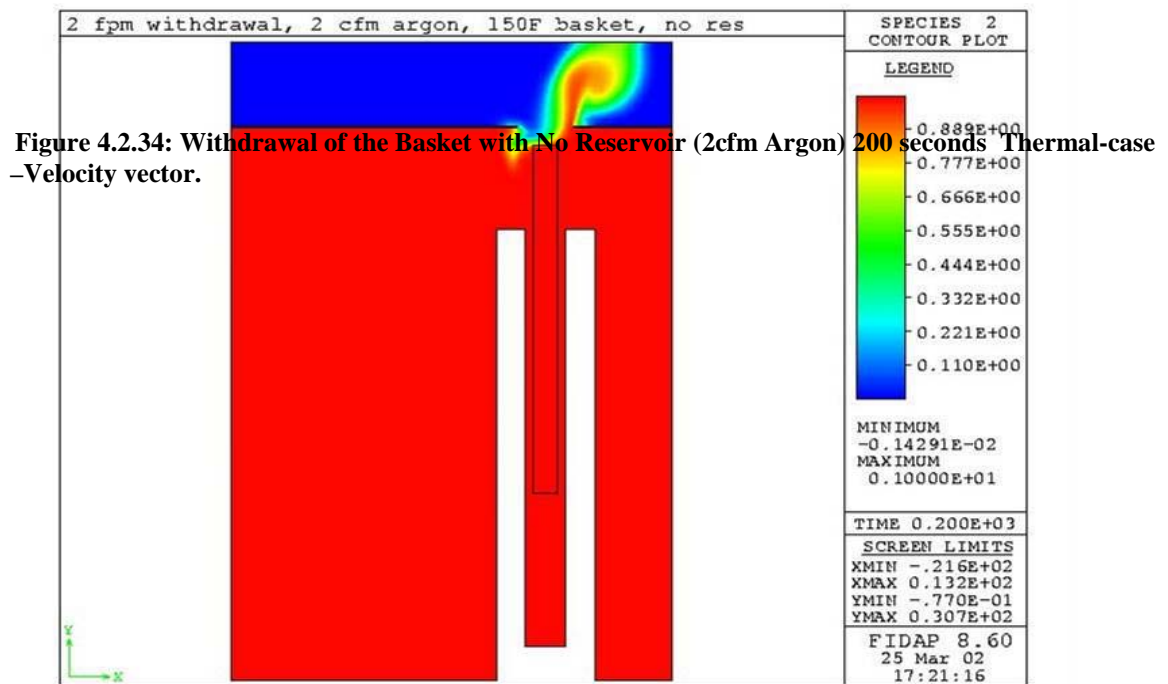 2 fpm withdrawal, 2 cfm argon, 150F basket, no res
SPECIES 2
CONTOUR PLOT
LEGEND
0.889E+00
Figure 4.2.34: Withdrawal of the Basket with No Reservoir (2cfm Argon) 200 seconds Thermal-case
–Velocity vector.
0.777E+00
0.666E+00
0.555E+00
0.444E+00
0.332E+00
0.221E+00
0.110E+00
MINIMUM
-0.14291E-02
MAXIMUM
0.10000E+01
TIME 0.200E+03
SCREEN LIMITS
XMIN -.216E+02
XMAX 0.132E+02
YMIN -.770E-01
YMAX 0.307E+02
FIDAP 8.60
25 Mar 02
17:21:16
Y
X